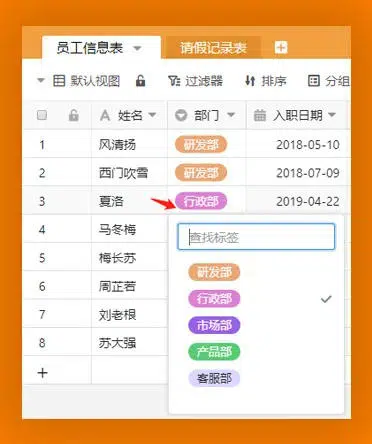 员工信息表 请假记录表
默认视图 过滤器 排序 分组
A 姓名 部门 入职日期
1 风清扬 研发部 2018-05-10
2 西门吹雪 研发部 2018-07-09
3 夏洛 行政部 2019-04-22
4 马冬梅
查找标签
5 梅长苏
研发部
6 周芷若
行政部
7 刘老根
市场部
8 苏大强
产品部
客服部